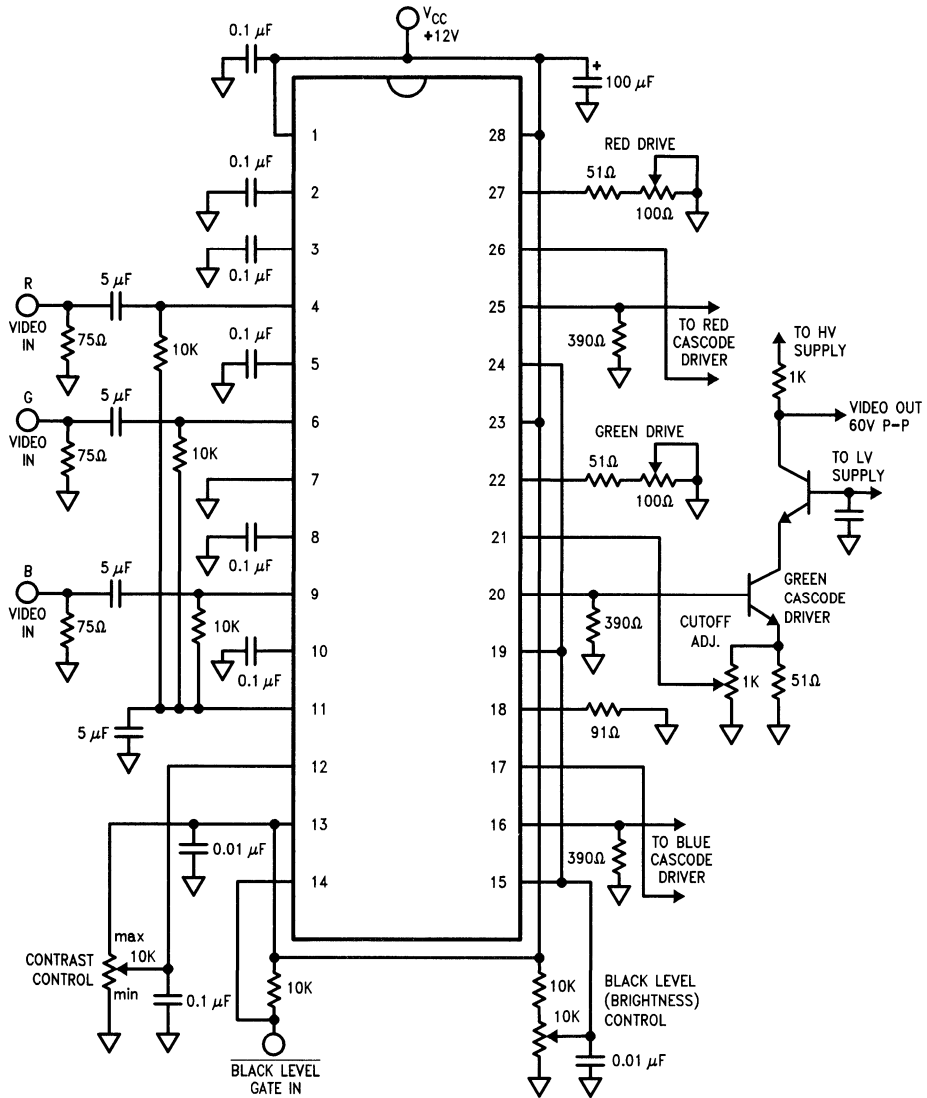 VCC
+12V
0.1 µF
+
100 µF
1
28
RED DRIVE
0.1 µF
51Ω
2
27
100Ω
3
26
0.1 µF
R
5 µF
4
25
VIDEO
IN
75Ω
10K
0.1 µF
390Ω
TO RED
CASCODE
DRIVER
TO HV
SUPPLY
5
24
1K
G
5 µF
VIDEO OUT
60V P-P
6
23
VIDEO
IN
75Ω
10K
GREEN DRIVE
51Ω
TO LV
SUPPLY
7
22
100Ω
8
21
0.1 µF
B
5 µF
9
20
VIDEO
IN
75Ω
10K
390Ω
CUTOFF
ADJ.
GREEN
CASCODE
DRIVER
10
19
0.1 µF
1K
51Ω
11
18
5 µF
91Ω
12
17
13
16
0.01 µF
390Ω
TO BLUE
CASCODE
DRIVER
14
15
max
CONTRAST
CONTROL
10K
min
0.1 µF
10K
10K
10K
BLACK LEVEL
(BRIGHTNESS)
CONTROL
0.01 µF
BLACK LEVEL
GATE IN